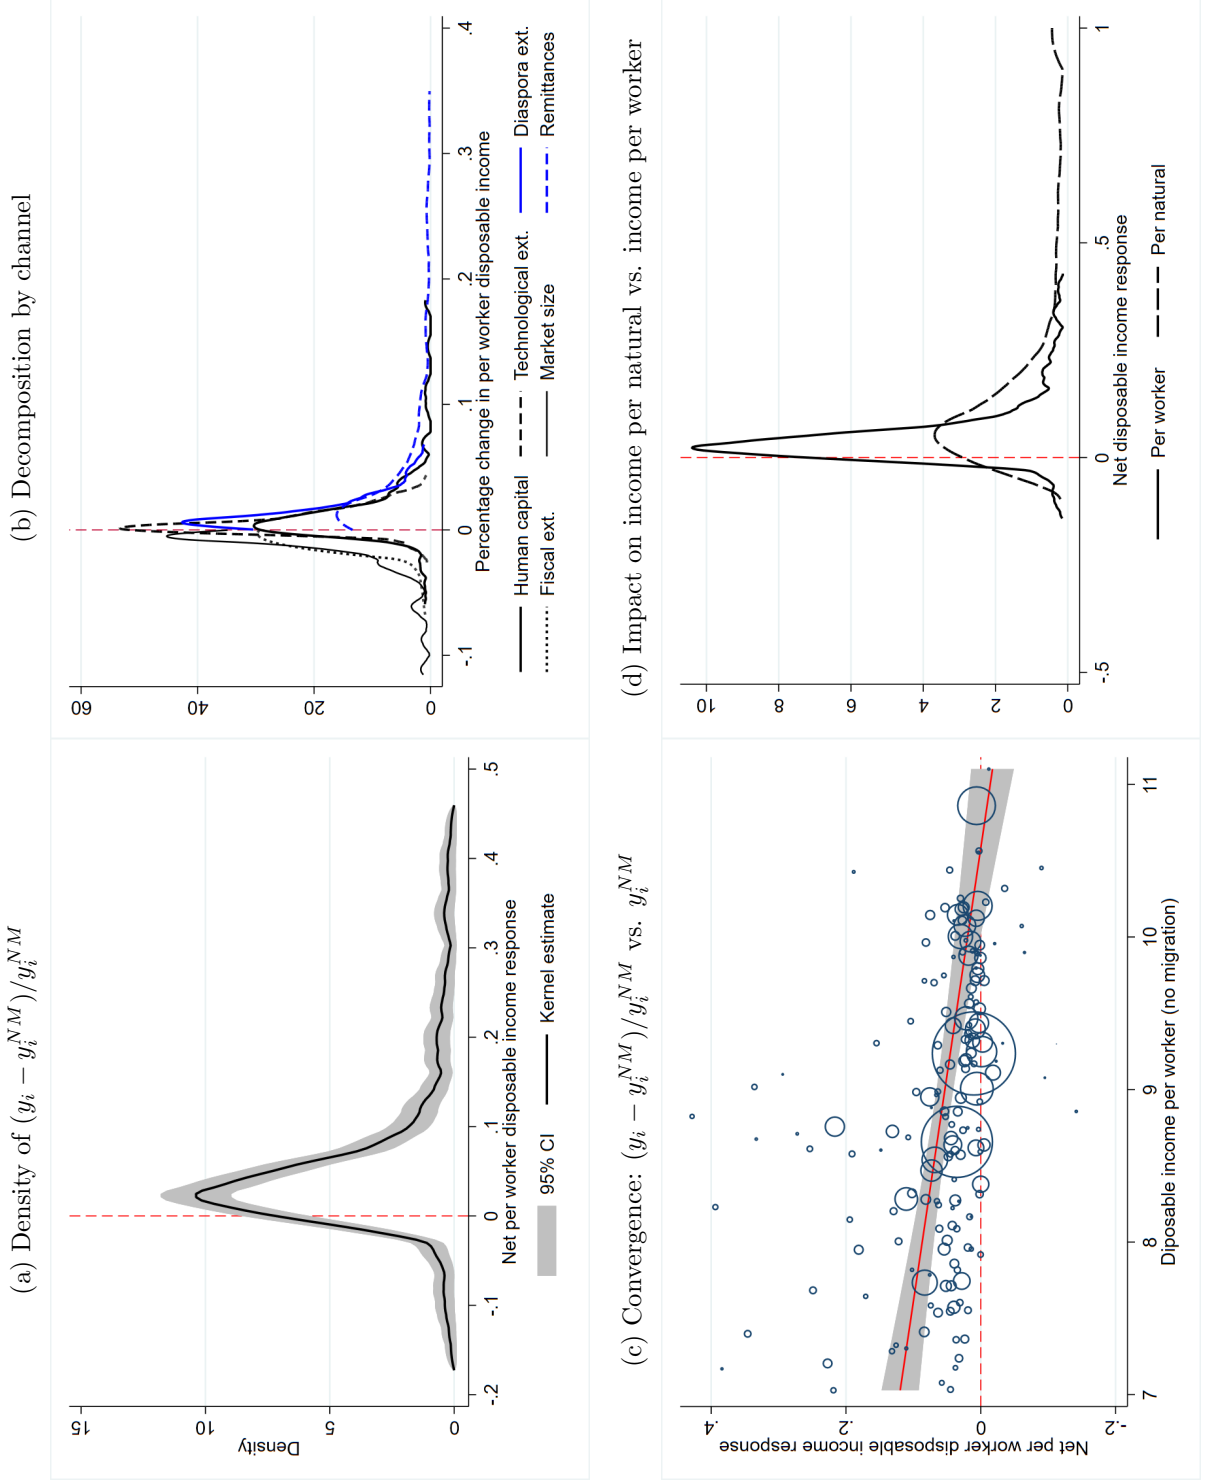 (a) Density of (y_i − y_i^{NM})/y_i^{NM}
Density
15
10
5
0
-.2
-.1
0
.1
.2
.3
.4
.5
Net per worker disposable income response
95% CI
Kernel estimate
(b) Decomposition by channel
60
40
20
0
-.1
0
.1
.2
.3
.4
Percentage change in per worker disposable income
Human capital
Technological ext.
Diaspora ext.
Fiscal ext.
Market size
Remittances
(c) Convergence: (y_i − y_i^{NM})/y_i^{NM} vs. y_i^{NM}
Net per worker disposable income response
.4
.2
0
-.2
7
8
9
10
11
Diposable income per worker (no migration)
(d) Impact on income per natural vs. income per worker
10
8
6
4
2
0
-.5
0
.5
1
Net disposable income response
Per worker
Per natural